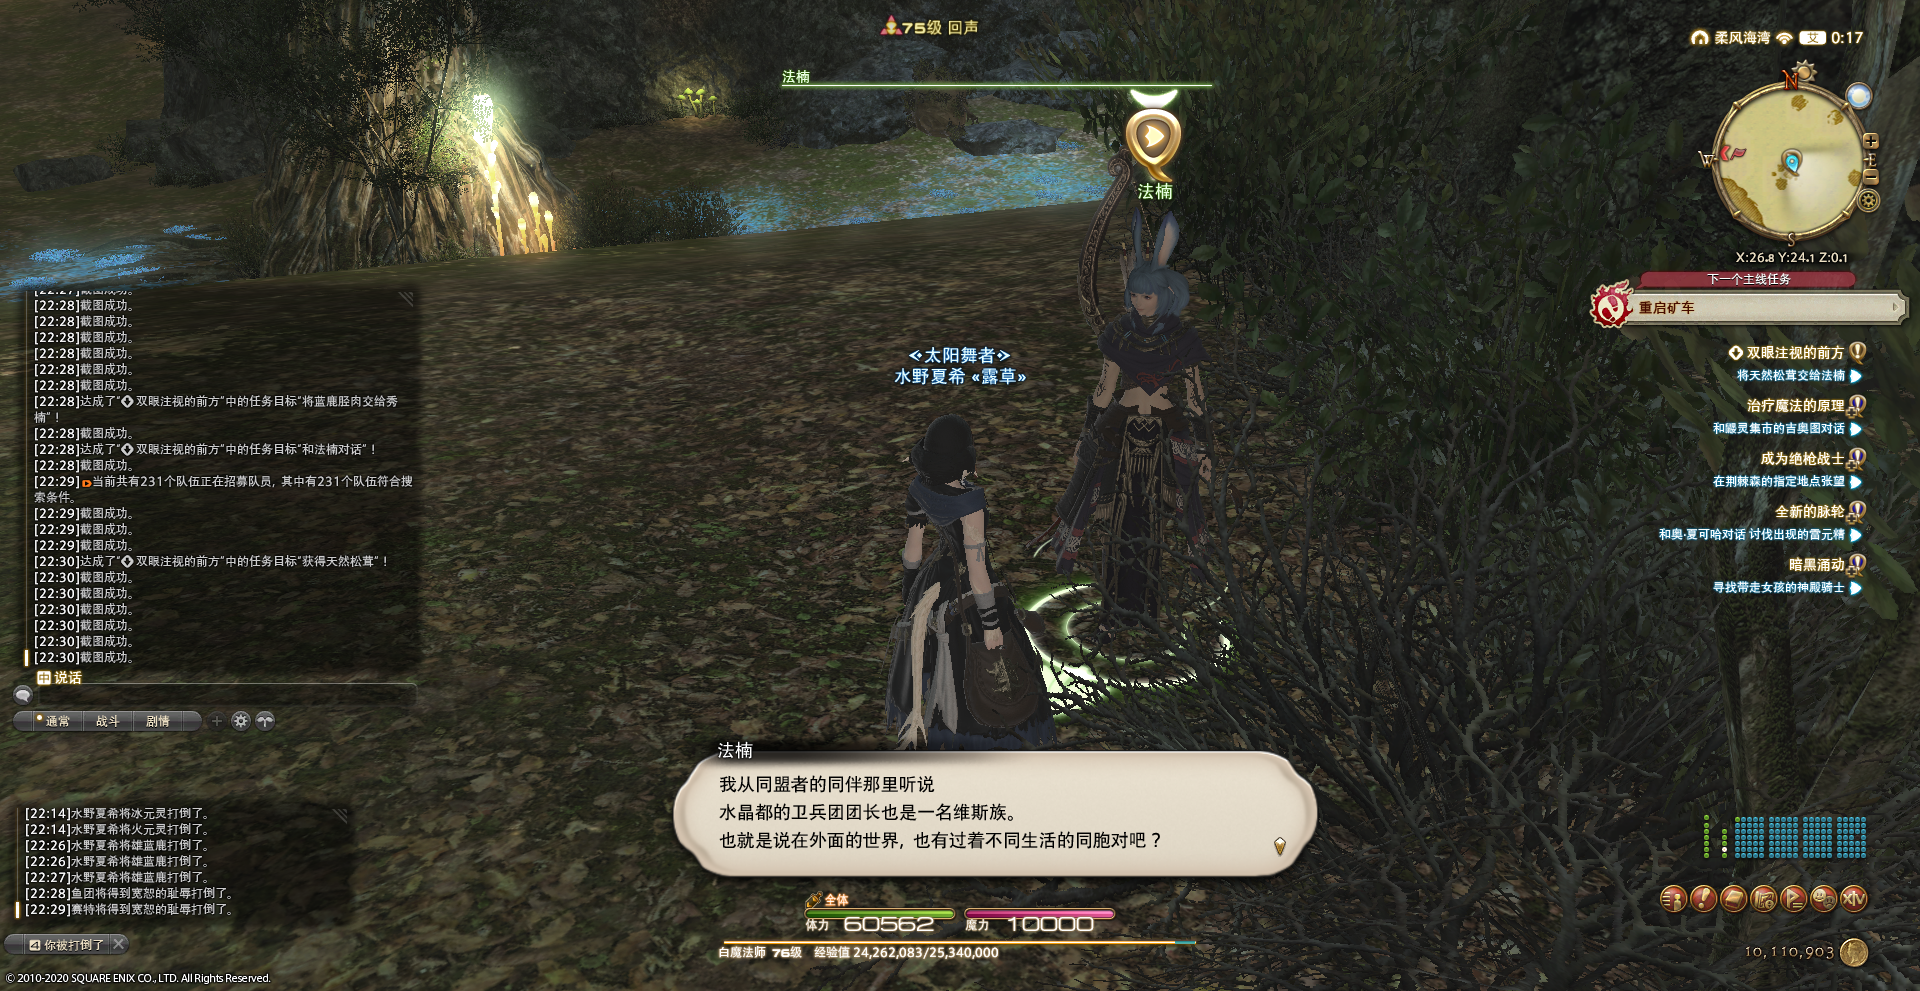 75级 回声
柔风海湾 艾 0:17
法楠
法楠
N
W
E
S
X:26.8 Y:24.1 Z:0.1
下一个主线任务
重启矿车
双眼注视的前方
将天然松茸交给法楠
治疗魔法的原理
和鼹灵集市的吉奥图对话
成为绝枪战士
在荆棘森的指定地点张望
全新的脉轮
和奥·夏可哈对话 讨伐出现的雷元精
暗黑涌动
寻找带走女孩的神殿骑士
[22:27]截图成功。
[22:28]截图成功。
[22:28]截图成功。
[22:28]截图成功。
[22:28]截图成功。
[22:28]截图成功。
[22:28]截图成功。
[22:28]达成了“双眼注视的前方”中的任务目标“将蓝鹿胫肉交给秀
楠”！
[22:28]截图成功。
[22:28]达成了“双眼注视的前方”中的任务目标“和法楠对话”！
[22:28]截图成功。
[22:29]当前共有231个队伍正在招募队员, 其中有231个队伍符合搜
索条件。
[22:29]截图成功。
[22:29]截图成功。
[22:29]截图成功。
[22:30]达成了“双眼注视的前方”中的任务目标“获得天然松茸”！
[22:30]截图成功。
[22:30]截图成功。
[22:30]截图成功。
[22:30]截图成功。
[22:30]截图成功。
[22:30]截图成功。
说话
通常 战斗 剧情
太阳舞者
水野夏希 «露草»
法楠
我从同盟者的同伴那里听说
水晶都的卫兵团团长也是一名维斯族。
也就是说在外面的世界, 也有过着不同生活的同胞对吧？
[22:14]水野夏希将冰元灵打倒了。
[22:14]水野夏希将火元灵打倒了。
[22:26]水野夏希将雄蓝鹿打倒了。
[22:26]水野夏希将雄蓝鹿打倒了。
[22:27]水野夏希将雄蓝鹿打倒了。
[22:28]鱼团将得到宽恕的耻辱打倒了。
[22:29]赛特将得到宽恕的耻辱打倒了。
4 你被打倒了
全体
体力 60562 魔力 10000
白魔法师 76级 经验值 24,262,083/25,340,000
XIV
10,110,903
© 2010-2020 SQUARE ENIX CO., LTD. All Rights Reserved.